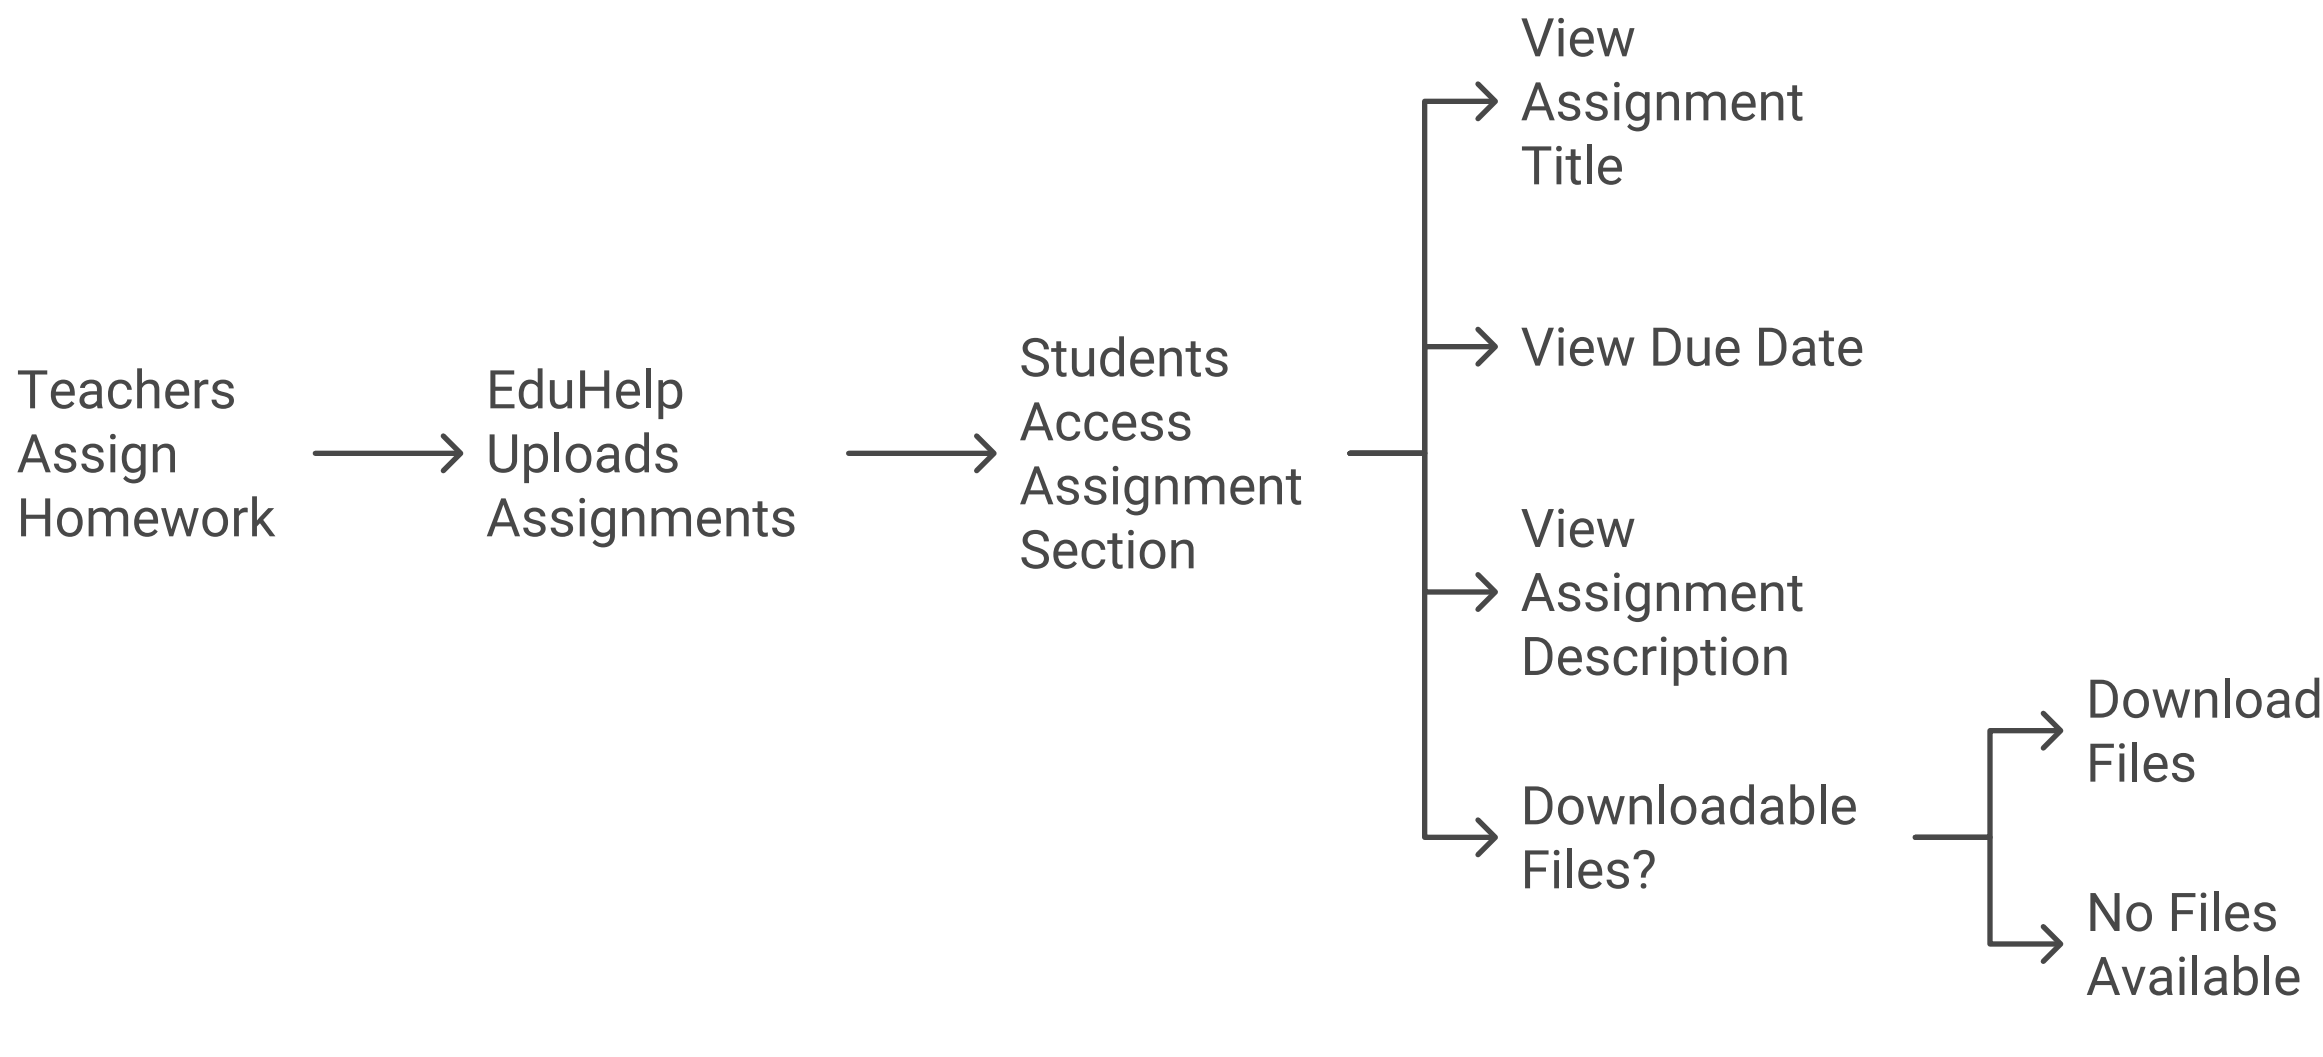 Teachers
Assign
Homework
EduHelp
Uploads
Assignments
Students
Access
Assignment
Section
View
Assignment
Title
View Due Date
View
Assignment
Description
Downloadable
Files?
Download
Files
No Files
Available